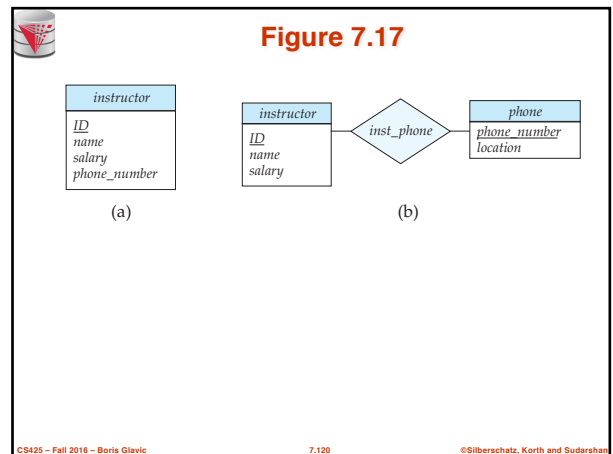 Figure 7.17
instructor
ID
name
salary
phone_number
(a)
instructor
ID
name
salary
inst_phone
phone
phone_number
location
(b)
CS425 – Fall 2016 – Boris Glavic
7.120
©Silberschatz, Korth and Sudarshan